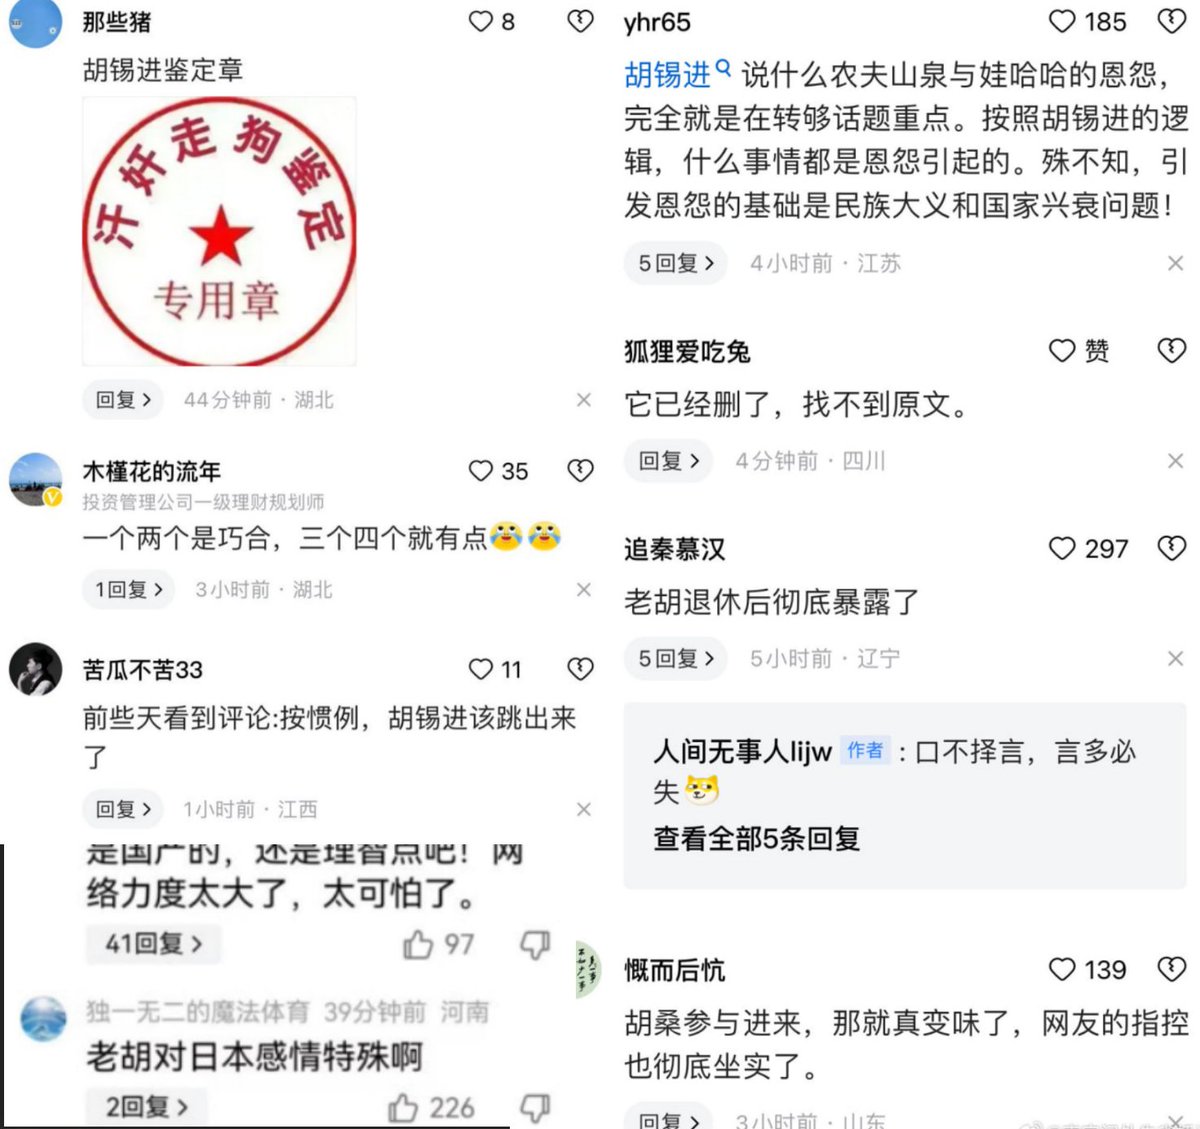 那些猪
8
胡锡进鉴定章
汗奸走狗鉴定
专用章
回复
44分钟前 · 湖北
木槿花的流年
35
投资管理公司一级理财规划师
一个两个是巧合，三个四个就有点
1回复
3小时前 · 湖北
苦瓜不苦33
11
前些天看到评论:按惯例，胡锡进该跳出来
了
回复
1小时前 · 江西
是国产的，还是理智点吧！网
络力度太大了，太可怕了。
41回复
97
独一无二的魔法体育 39分钟前 河南
老胡对日本感情特殊啊
2回复
226
yhr65
185
胡锡进 说什么农夫山泉与娃哈哈的恩怨，
完全就是在转够话题重点。按照胡锡进的逻
辑，什么事情都是恩怨引起的。殊不知，引
发恩怨的基础是民族大义和国家兴衰问题！
5回复
4小时前 · 江苏
狐狸爱吃兔
赞
它已经删了，找不到原文。
回复
4分钟前 · 四川
追秦慕汉
297
老胡退休后彻底暴露了
5回复
5小时前 · 辽宁
人间无事人lijw 作者 : 口不择言，言多必
失
查看全部5条回复
慨而后忼
139
胡桑参与进来，那就真变味了，网友的指控
也彻底坐实了。
回复
3小时前 · 山东